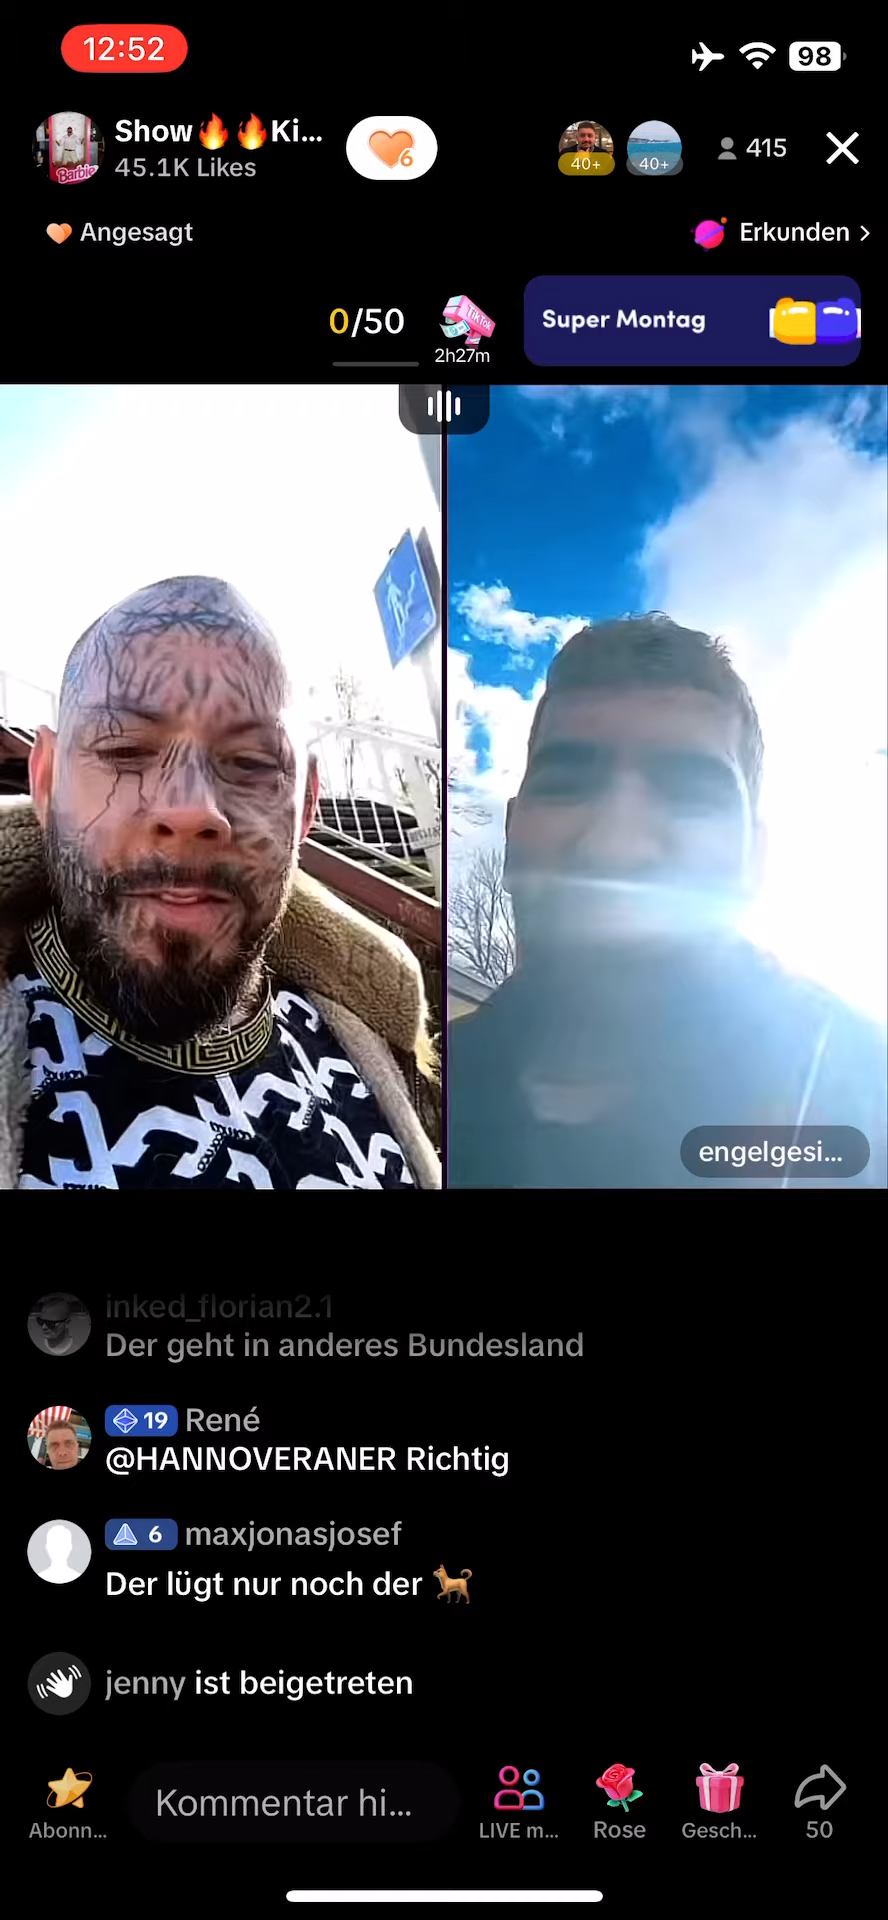 12:52
98
Show🔥🔥Ki...
45.1K Likes
6
Barbie
40+
40+
415
Angesagt
Erkunden >
0/50
TikTok
2h27m
Super Montag
engelgesi...
inked_florian2.1
Der geht in anderes Bundesland
19 René
@HANNOVERANER Richtig
6 maxjonasjosef
Der lügt nur noch der 🐕
jenny ist beigetreten
Kommentar hi...
Abonn...
LIVE m...
Rose
Gesch...
50